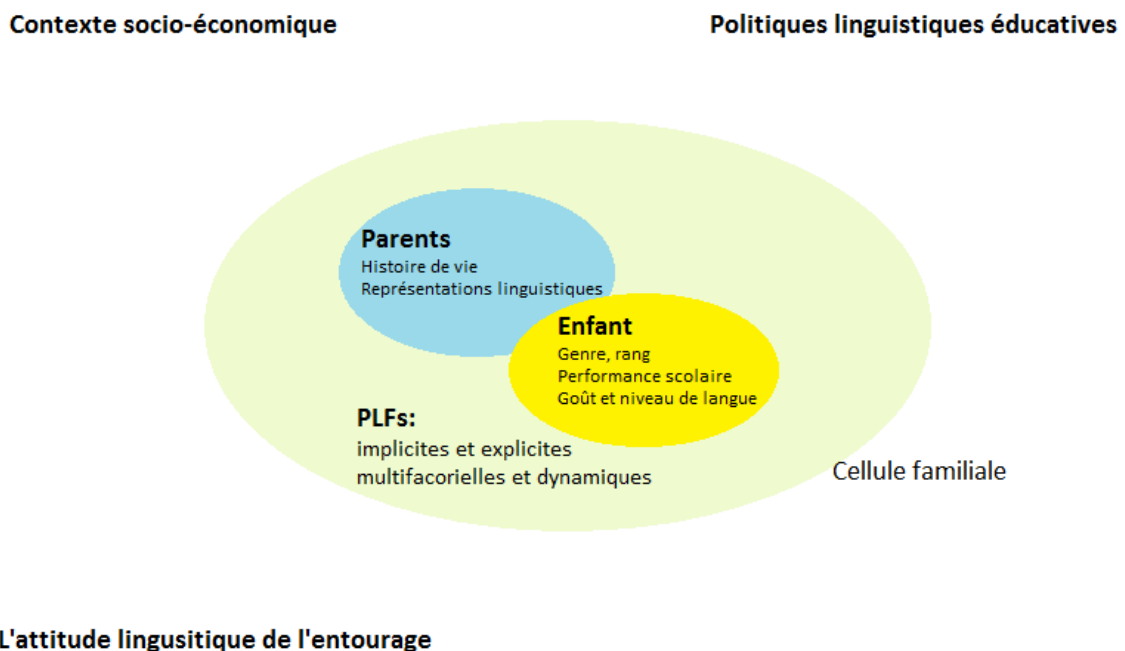 Contexte socio-économique
Politiques linguistiques éducatives
Parents
Histoire de vie
Représentations linguistiques
Enfant
Genre, rang
Performance scolaire
Goût et niveau de langue
PLFs:
implicites et explicites
multifacorielles et dynamiques
Cellule familiale
L'attitude lingusitique de l'entourage